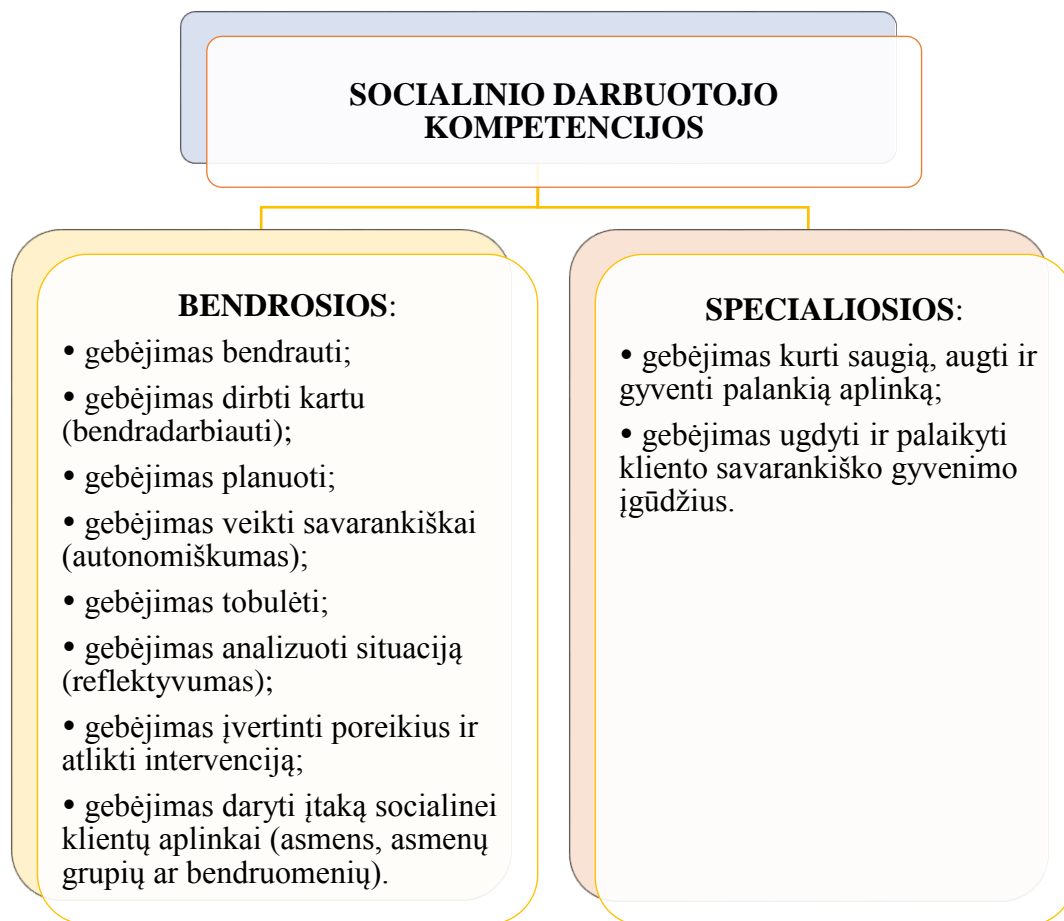 SOCIALINIO DARBUOTOJO
KOMPETENCIJOS
BENDROSIOS:
• gebėjimas bendrauti;
• gebėjimas dirbti kartu
(bendradarbiauti);
• gebėjimas planuoti;
• gebėjimas veikti savarankiškai
(autonomiškumas);
• gebėjimas tobulėti;
• gebėjimas analizuoti situaciją
(reflektyvumas);
• gebėjimas įvertinti poreikius ir
atlikti intervenciją;
• gebėjimas daryti įtaką socialinei
klientų aplinkai (asmens, asmenų
grupių ar bendruomenių).
SPECIALIOSIOS:
• gebėjimas kurti saugią, augti ir
gyventi palankią aplinką;
• gebėjimas ugdyti ir palaikyti
kliento savarankiško gyvenimo
įgūdžius.